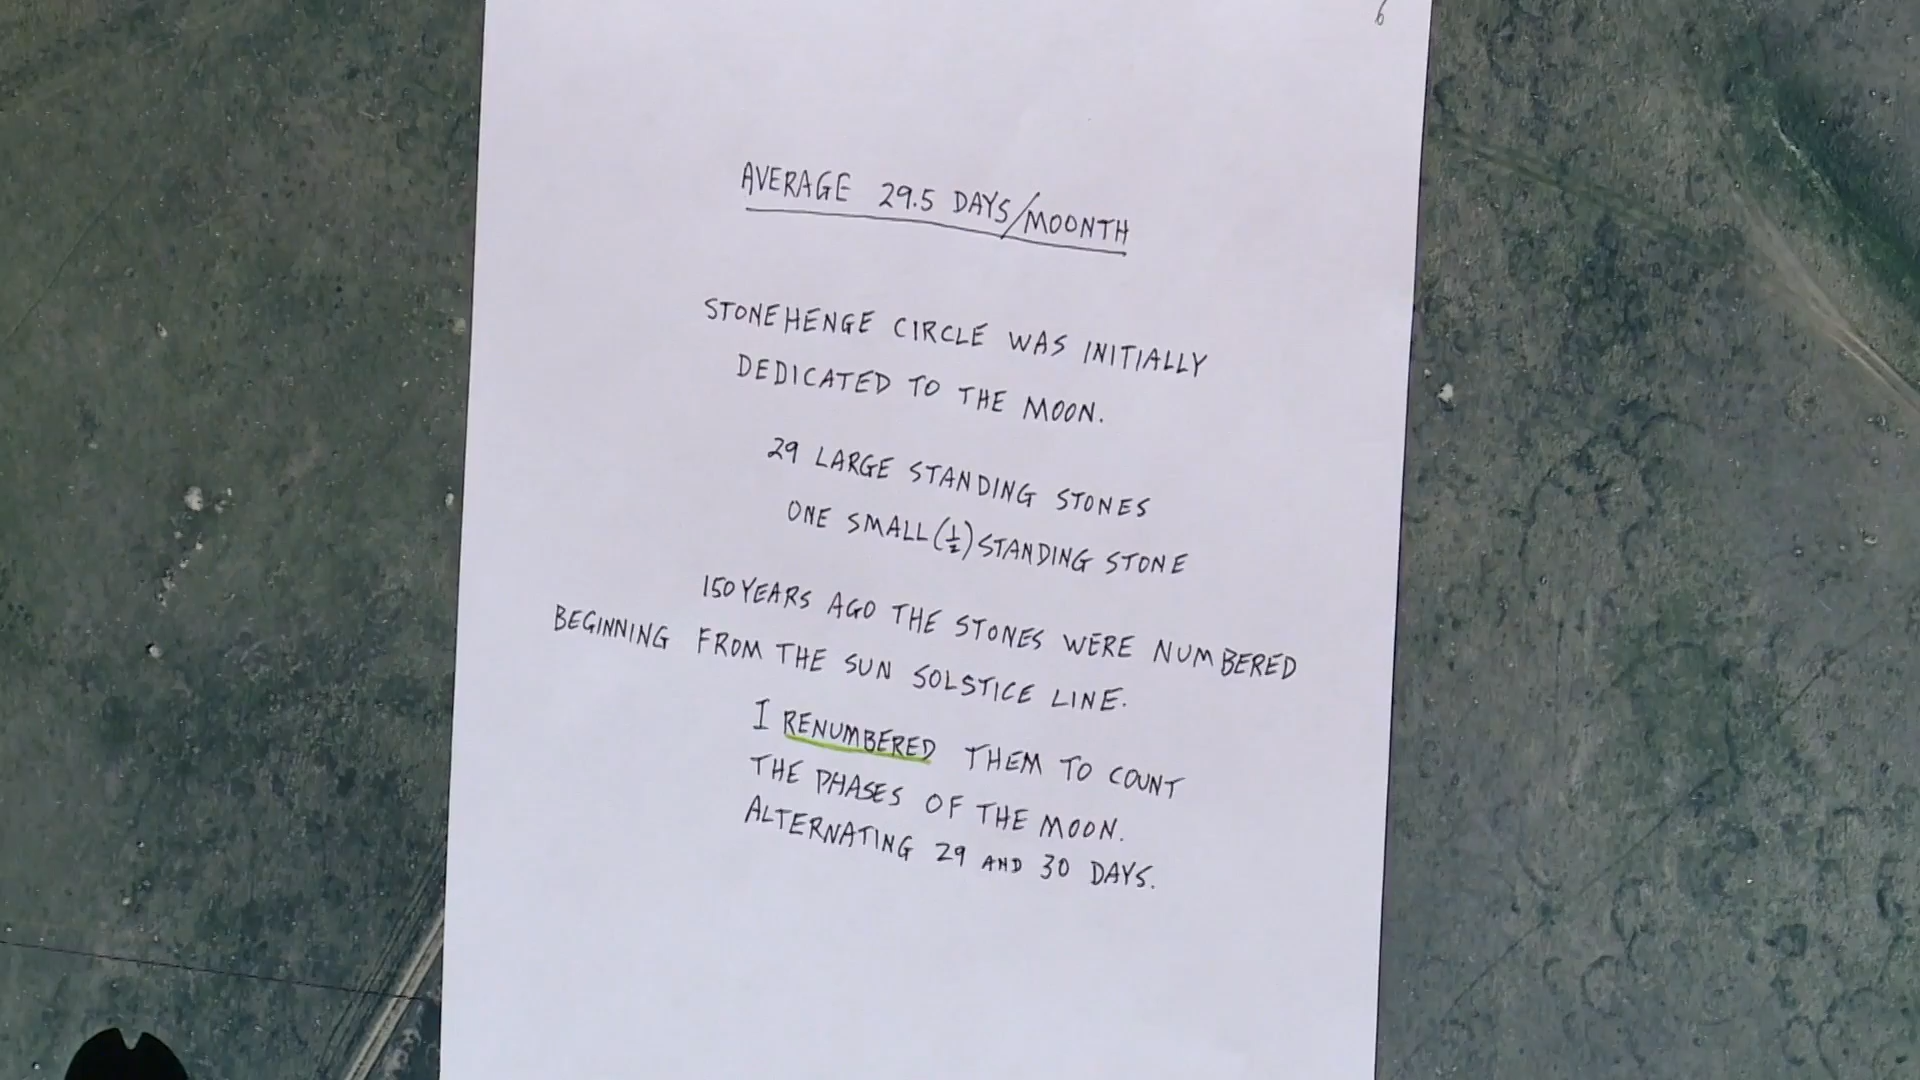 6
AVERAGE 29.5 DAYS/MOONTH
STONEHENGE CIRCLE WAS INITIALLY
DEDICATED TO THE MOON.
29 LARGE STANDING STONES
ONE SMALL (1/2) STANDING STONE
150 YEARS AGO THE STONES WERE NUMBERED
BEGINNING FROM THE SUN SOLSTICE LINE.
I RENUMBERED THEM TO COUNT
THE PHASES OF THE MOON.
ALTERNATING 29 AND 30 DAYS.